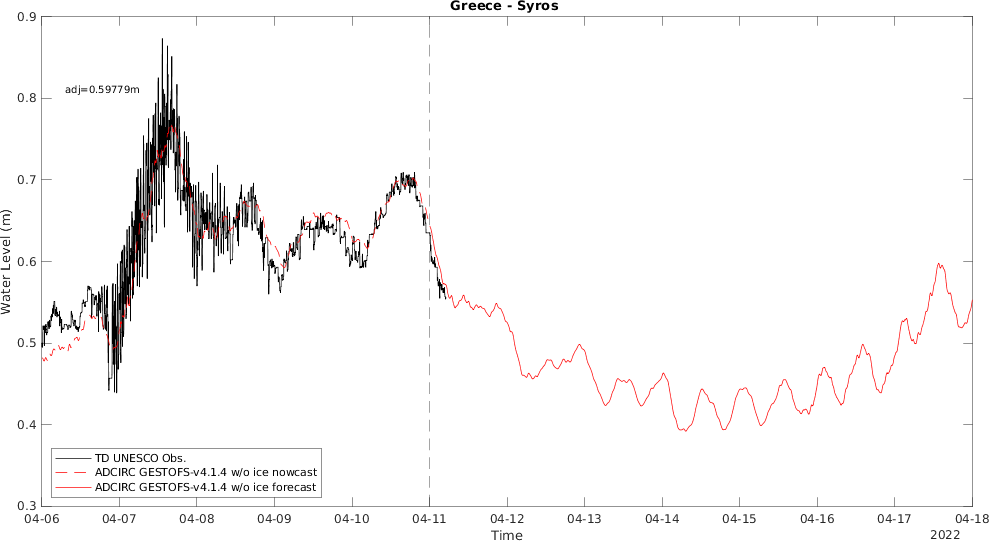 Greece - Syros
0.9
0.8
0.7
0.6
0.5
0.4
0.3
Water Level (m)
adj=0.59779m
TD UNESCO Obs.
ADCIRC GESTOFS-v4.1.4 w/o ice nowcast
ADCIRC GESTOFS-v4.1.4 w/o ice forecast
04-06 04-07 04-08 04-09 04-10 04-11 04-12 04-13 04-14 04-15 04-16 04-17 04-18
Time
2022